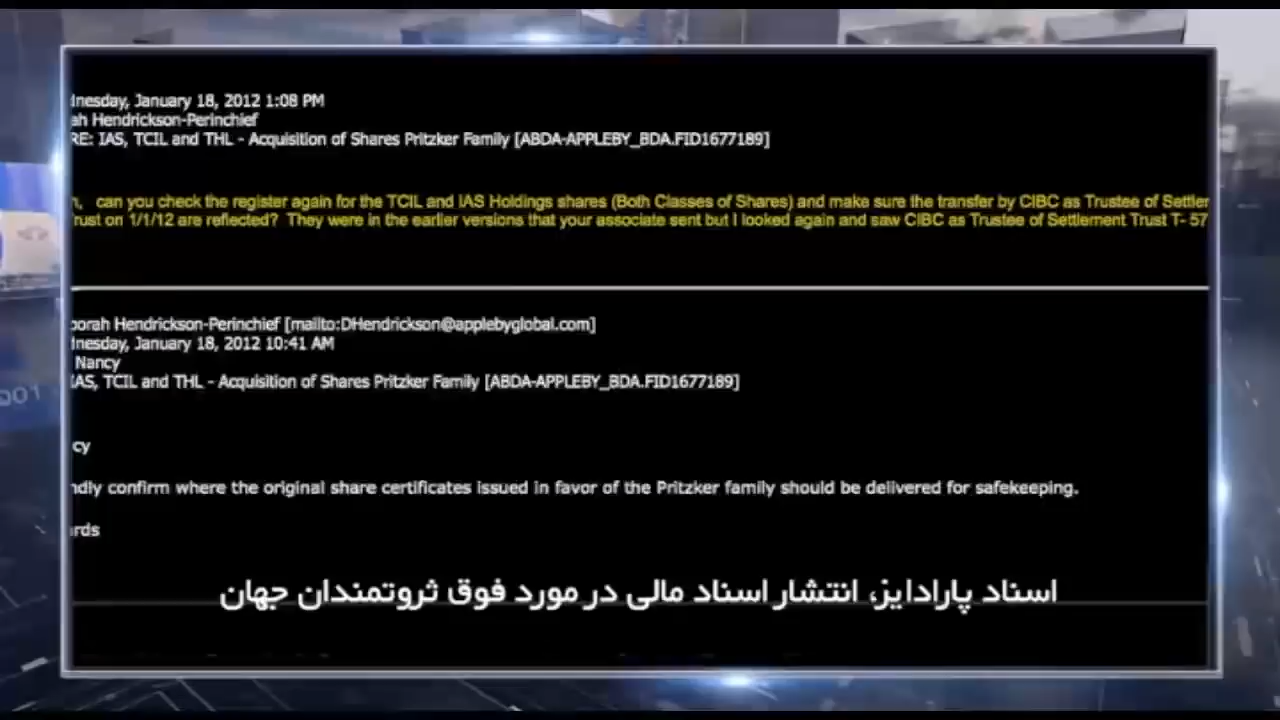 dnesday, January 18, 2012 1:08 PM
ah Hendrickson-Perinchief
RE: IAS, TCIL and THL - Acquisition of Shares Pritzker Family [ABDA-APPLEBY_BDA.FID1677189]
n, can you check the register again for the TCIL and IAS Holdings shares (Both Classes of Shares) and make sure the transfer by CIBC as Trustee of Settler
rust on 1/1/12 are reflected? They were in the earlier versions that your associate sent but I looked again and saw CIBC as Trustee of Settlement Trust T- 57
borah Hendrickson-Perinchief [mailto:DHendrickson@applebyglobal.com]
dnesday, January 18, 2012 10:41 AM
Nancy
IAS, TCIL and THL - Acquisition of Shares Pritzker Family [ABDA-APPLEBY_BDA.FID1677189]
cy
ndly confirm where the original share certificates issued in favor of the Pritzker family should be delivered for safekeeping.
ards
اسناد پارادایز، انتشار اسناد مالی در مورد فوق ثروتمندان جهان